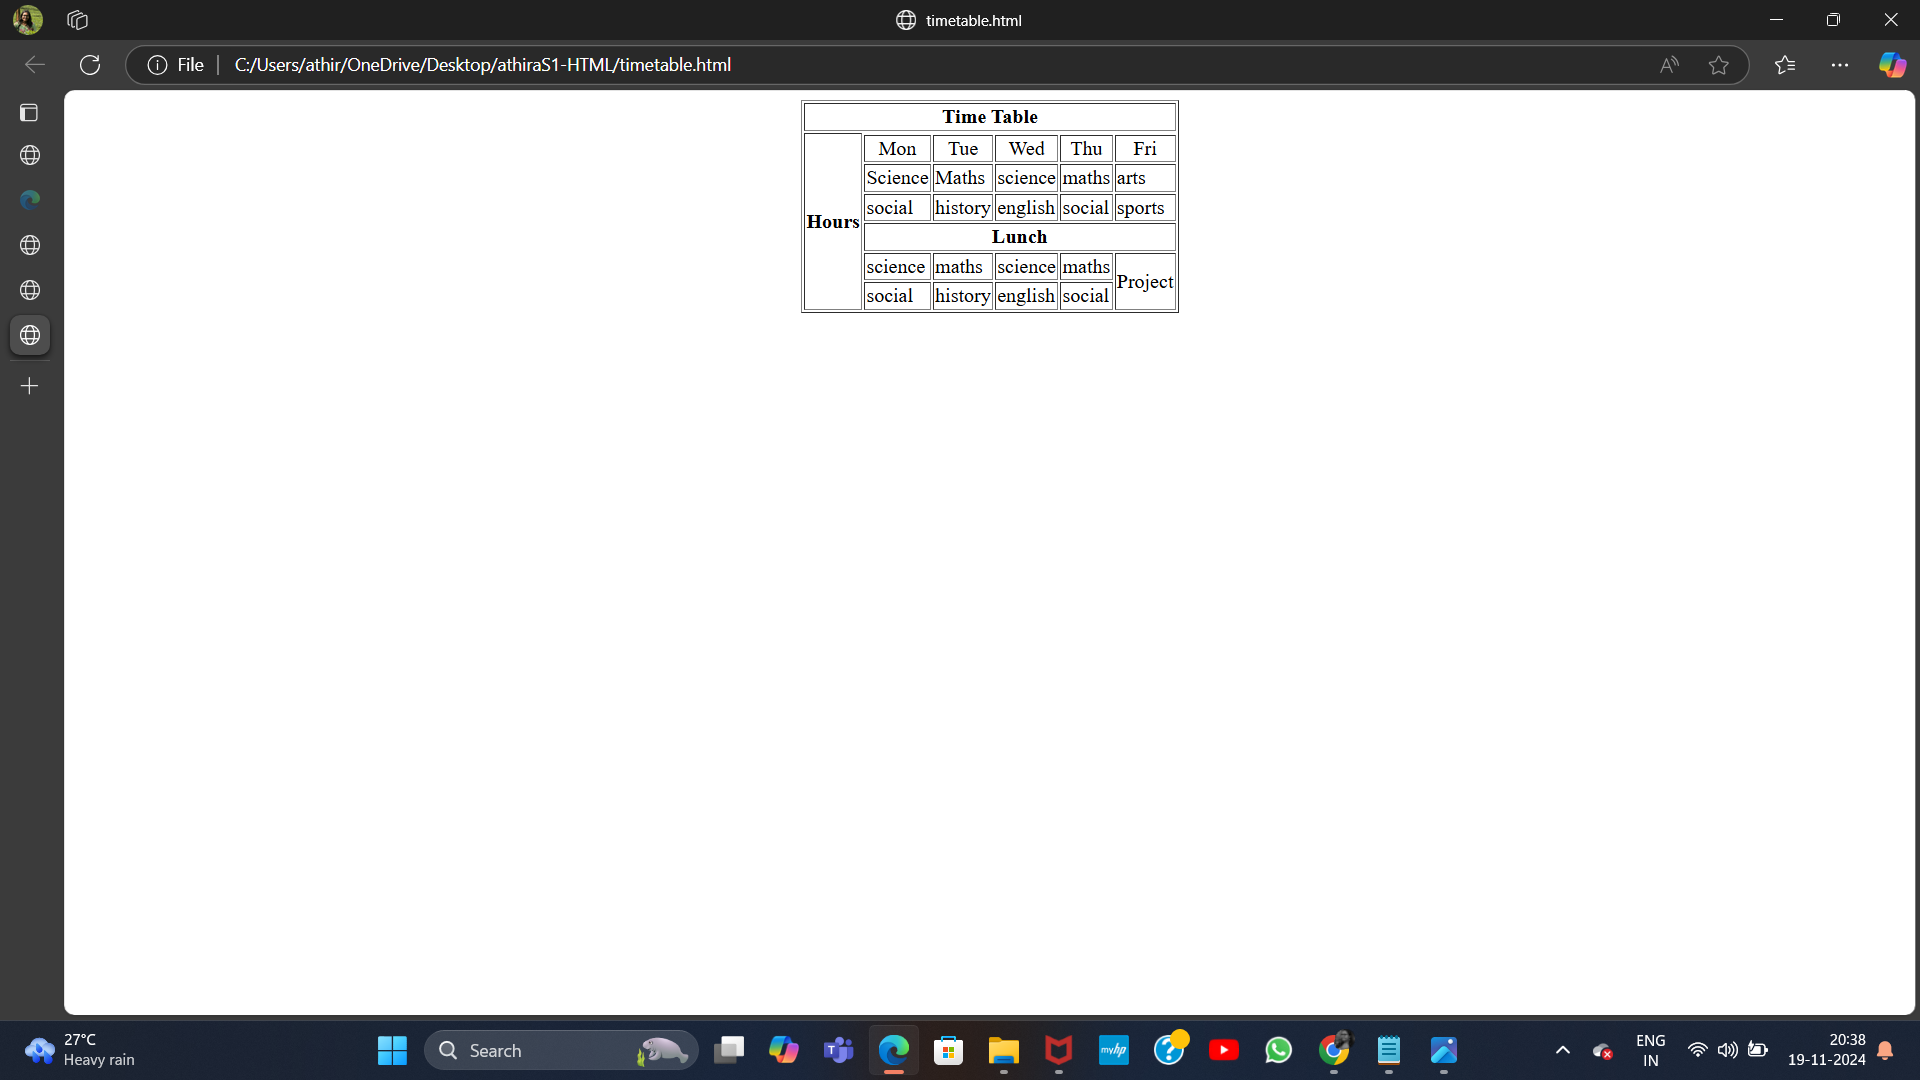 timetable.html
File C:/Users/athir/OneDrive/Desktop/athiraS1-HTML/timetable.html
Time Table
Hours
Mon Tue Wed Thu Fri
Science Maths science maths arts
social history english social sports
Lunch
science maths science maths Project
social history english social
27°C
Heavy rain
Search
myhp
ENG
IN
20:38
19-11-2024